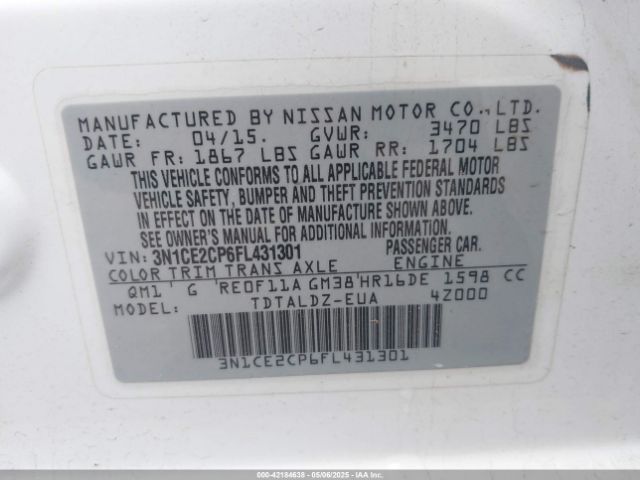 MANUFACTURED BY NISSAN MOTOR CO., LTD.
DATE: 04/15. GVWR: 3470 LBS
GAWR FR: 1867 LBS GAWR RR: 1704 LBS
THIS VEHICLE CONFORMS TO ALL APPLICABLE FEDERAL MOTOR
VEHICLE SAFETY, BUMPER AND THEFT PREVENTION STANDARDS
IN EFFECT ON THE DATE OF MANUFACTURE SHOWN ABOVE.
SEE OWNER'S MANUAL FOR ADDITIONAL INFORMATION.
VIN: 3N1CE2CP6FL431301 PASSENGER CAR.
COLOR TRIM TRANS AXLE ENGINE
QM1 ' G 'RE0F11A GM38'HR16DE 1598 CC
MODEL: TDTALDZ-EUA 4Z000
3N1CE2CP6FL431301
000-42184638 - 05/06/2025 - IAA Inc.